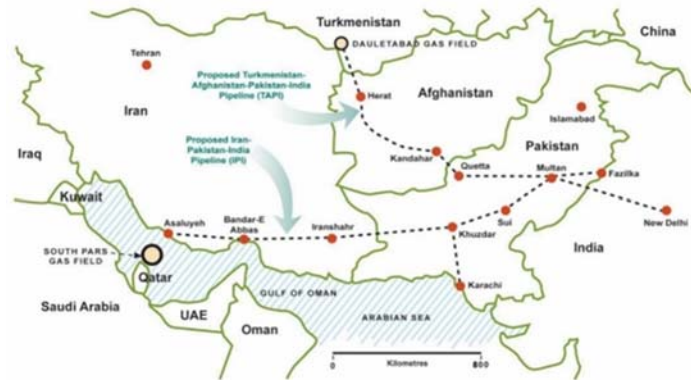 Turkmenistan
China
DAULETABAD GAS FIELD
Tehran
Proposed Turkmenistan-
Afghanistan-Pakistan-India
Pipeline (TAPI)
Herat
Afghanistan
Iran
Islamabad
Proposed Iran-
Pakistan-India
Pipeline (IPI)
Pakistan
Iraq
Kandahar
Quetta
Multan
Fazilka
Kuwait
Asaluyeh
Bandar-E
Abbas
Iranshahr
Khuzdar
Sui
New Delhi
SOUTH PARS
GAS FIELD
India
Qatar
Karachi
GULF OF OMAN
Saudi Arabia
UAE
ARABIAN SEA
Oman
0
800
Kilometres